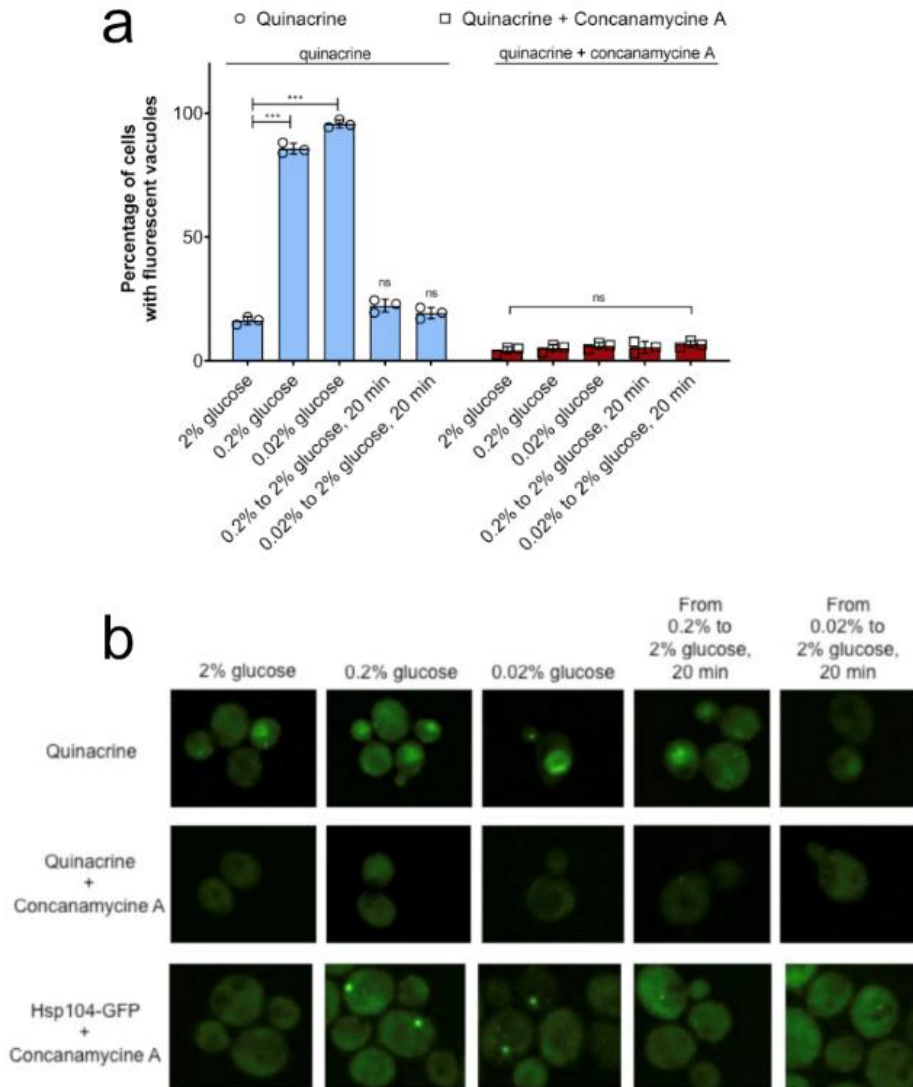 a
Quinacrine
Quinacrine + Concanamycine A
quinacrine
quinacrine + concanamycine A
Percentage of cells
with fluorescent vacuoles
100
50
0
***
***
ns
ns
ns
2% glucose
0.2% glucose
0.02% glucose
0.2% to 2% glucose, 20 min
0.02% to 2% glucose, 20 min
2% glucose
0.2% glucose
0.02% glucose
0.2% to 2% glucose, 20 min
0.02% to 2% glucose, 20 min
b
2% glucose
0.2% glucose
0.02% glucose
From
0.2% to
2% glucose,
20 min
From
0.02% to
2% glucose,
20 min
Quinacrine
Quinacrine
+
Concanamycine A
Hsp104-GFP
+
Concanamycine A